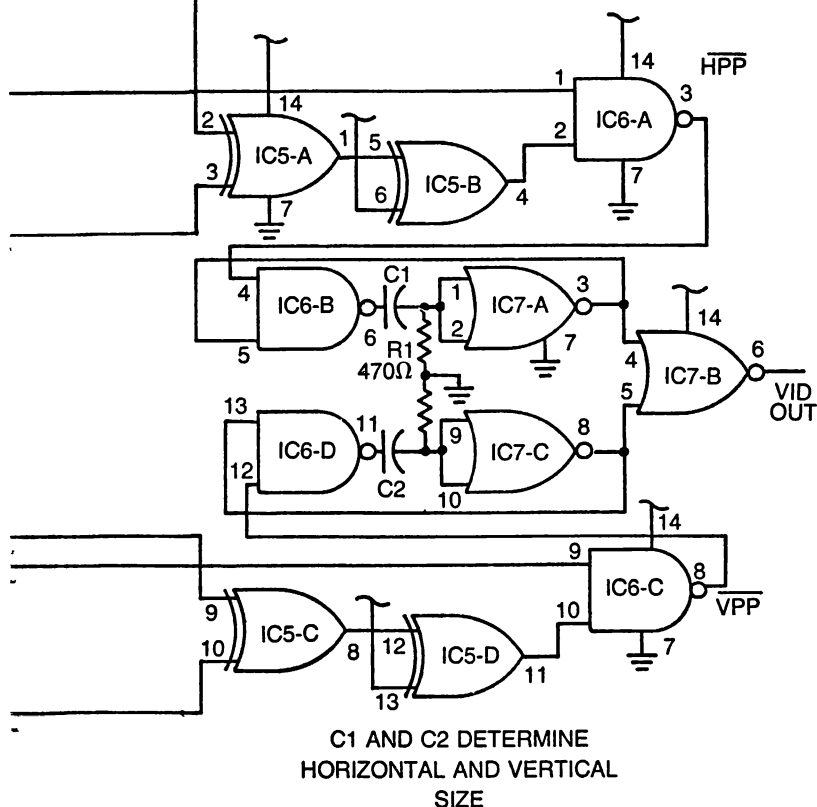 14
HPP
1
3
2
14
IC6-A
2
1
5
IC5-A
3
IC5-B
6
7
4
7
4
C1
3
1
14
IC6-B
IC7-A
6
2
7
6
5
R1
470Ω
4
IC7-B
VID
OUT
5
13
11
9
8
IC6-D
IC7-C
12
C2
10
14
9
8
IC6-C
VPP
9
10
IC5-C
10
12
7
8
IC5-D
11
13
C1 AND C2 DETERMINE
HORIZONTAL AND VERTICAL
SIZE